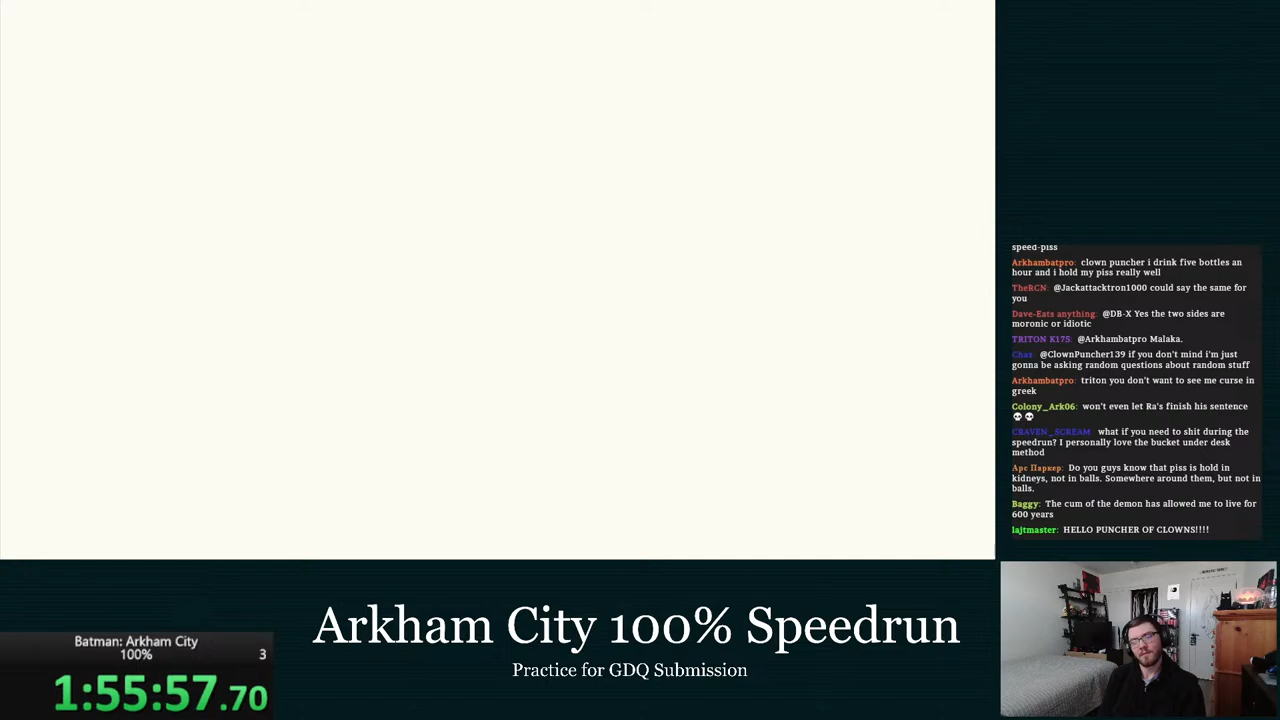 speed-piss
Arkhambatpro: clown puncher i drink five bottles an
hour and i hold my piss really well
TheRCN: @Jackattacktron1000 could say the same for
you
Dave-Eats anything: @DB-X Yes the two sides are
moronic or idiotic
TRITON K175: @Arkhambatpro Malaka.
Chaz: @ClownPuncher139 if you don't mind i'm just
gonna be asking random questions about random stuff
Arkhambatpro: triton you don't want to see me curse in
greek
Colony_Ark06: won't even let Ra's finish his sentence
💀💀
CRAVEN_SCREAM: what if you need to shit during the
speedrun? I personally love the bucket under desk
method
Арс Паркер: Do you guys know that piss is hold in
kidneys, not in balls. Somewhere around them, but not in
balls.
Baggy: The cum of the demon has allowed me to live for
600 years
lajtmaster: HELLO PUNCHER OF CLOWNS!!!!
Arkham City 100% Speedrun
Practice for GDQ Submission
Batman: Arkham City
100% 3
1:55:57.70